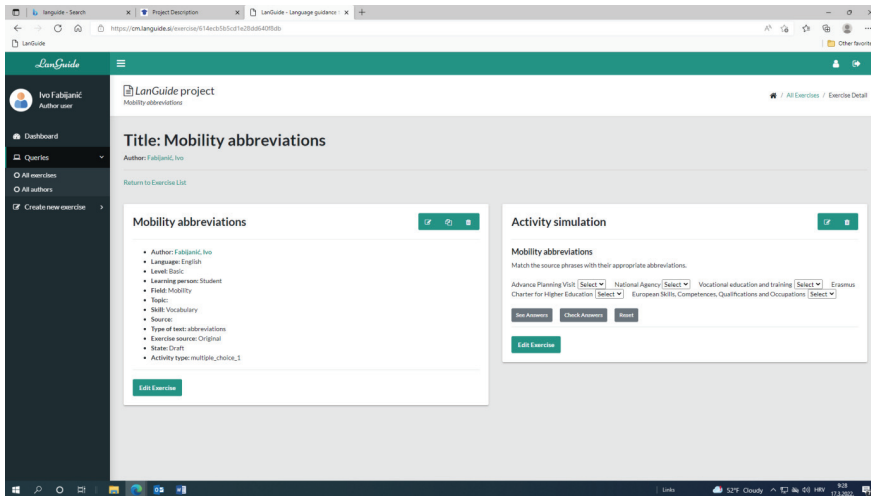 languide - Search
Project Description
LanGuide - Language guidance
https://cm.languide.si/exercise/614ecb5b5cd1e28dd640f8db
LanGuide
Other favorite
LanGuide
Ivo Fabijanić
Author user
Dashboard
Queries
All exercises
All authors
Create new exercise
LanGuide project
Mobility abbreviations
/ All Exercises / Exercise Detail
Title: Mobility abbreviations
Author: Fabijanić, Ivo
Return to Exercise List
Mobility abbreviations
Author: Fabijanić, Ivo
Language: English
Level: Basic
Learning person: Student
Field: Mobility
Topic:
Skill: Vocabulary
Source:
Type of text: abbreviations
Exercise source: Original
State: Draft
Activity type: multiple_choice_1
Edit Exercise
Activity simulation
Mobility abbreviations
Match the source phrases with their appropriate abbreviations.
Advance Planning Visit Select National Agency Select Vocational education and training Select Erasmus
Charter for Higher Education Select European Skills, Competences, Qualifications and Occupations Select
See Answers Check Answers Reset
Edit Exercise
Links
52°F Cloudy
HRV
9:28
17.3.2022.